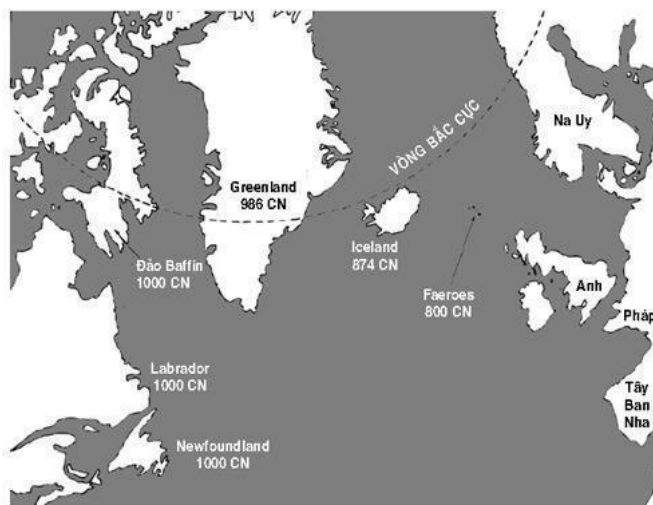 Na Uy
VÒNG BẮC CỰC
Greenland
986 CN
Iceland
874 CN
Đảo Baffin
1000 CN
Faeroes
800 CN
Anh
Pháp
Labrador
1000 CN
Tây
Ban
Nha
Newfoundland
1000 CN